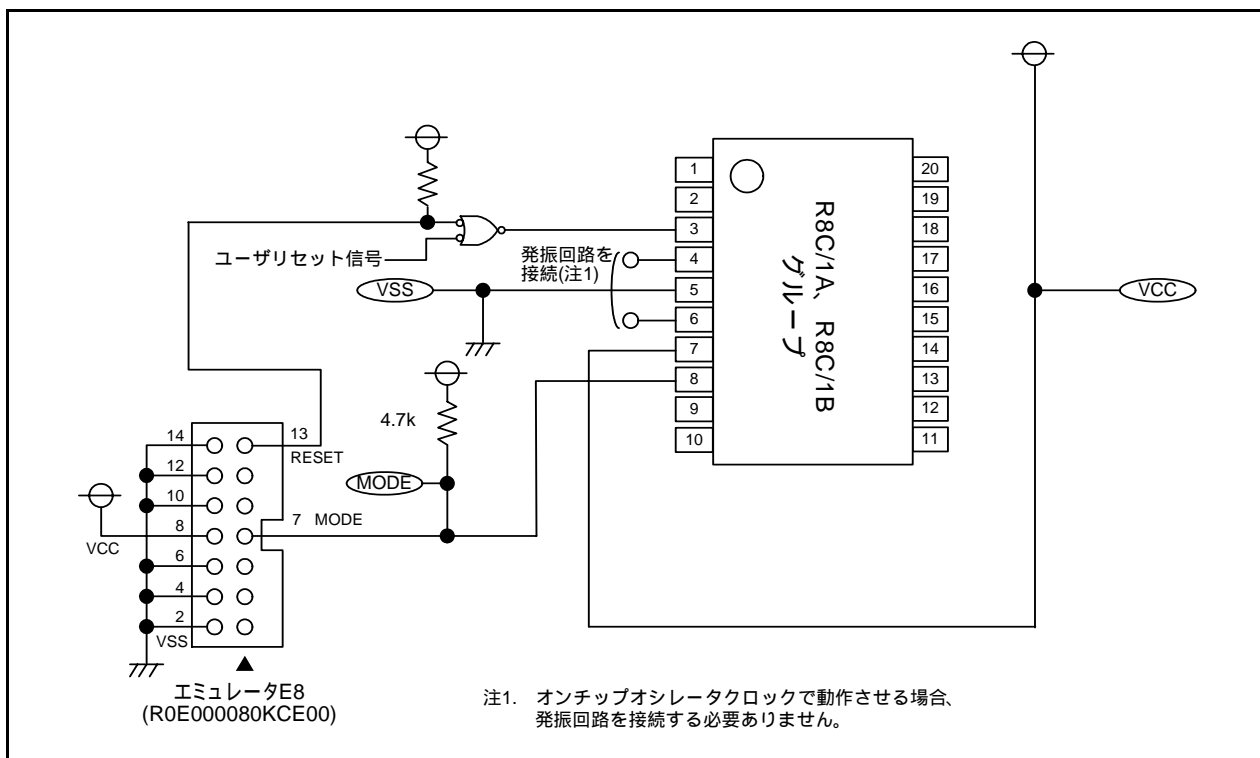 ユーザリセット信号
発振回路を
接続(注1)
VSS
4.7k
MODE
VCC
1
2
3
4
5
6
7
8
9
10
R8C/1A、R8C/1B
グループ
20
19
18
17
16
15
14
13
12
11
14
12
10
8
VCC
6
4
2
VSS
13
RESET
7 MODE
エミュレータE8
(R0E000080KCE00)
注1. オンチップオシレータクロックで動作させる場合、
発振回路を接続する必要ありません。